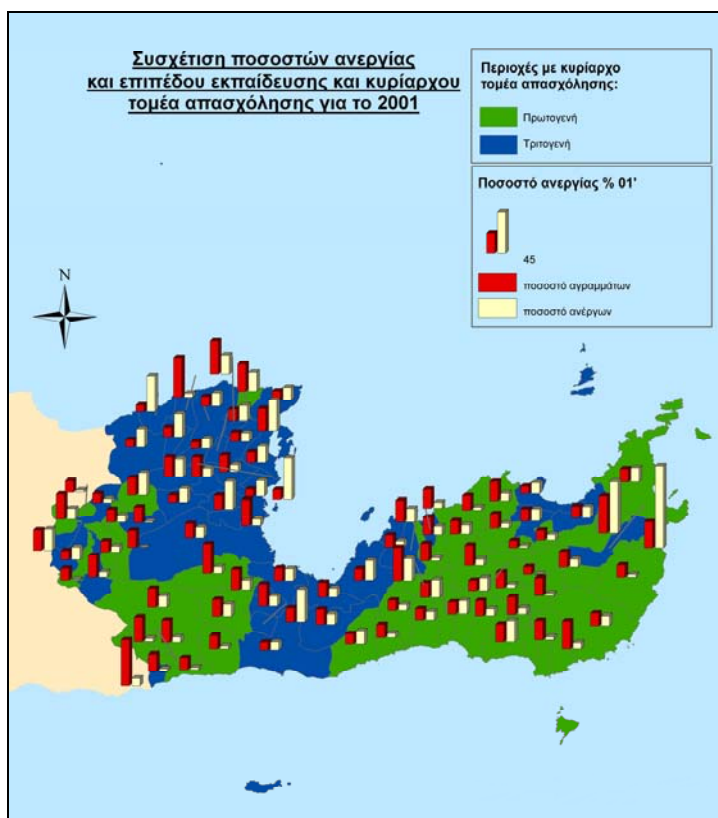 Συσχέτιση ποσοστών ανεργίας
και επιπέδου εκπαίδευσης και κυρίαρχου
τομέα απασχόλησης για το 2001
Περιοχές με κυρίαρχο
τομέα απασχόλησης:
Πρωτογενή
Τριτογενή
Ποσοστό ανεργίας % 01'
45
ποσοστό αγραμμάτων
ποσοστό ανέργων
N